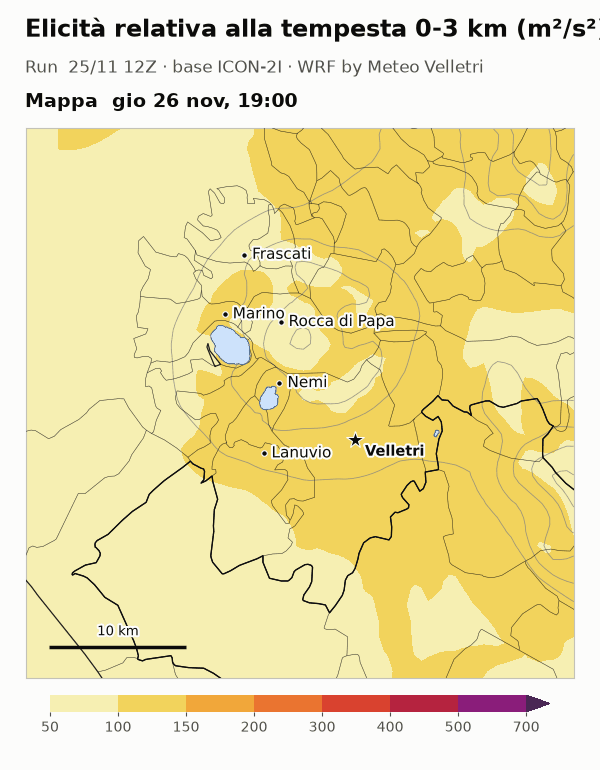 Elicità relativa alla tempesta 0-3 km (m²/s²)
Run  25/11 12Z · base ICON-2I · WRF by Meteo Velletri
Mappa  gio 26 nov, 19:00
Frascati
Marino
Rocca di Papa
Nemi
Velletri
Lanuvio
10 km
50 100 150 200 300 400 500 700